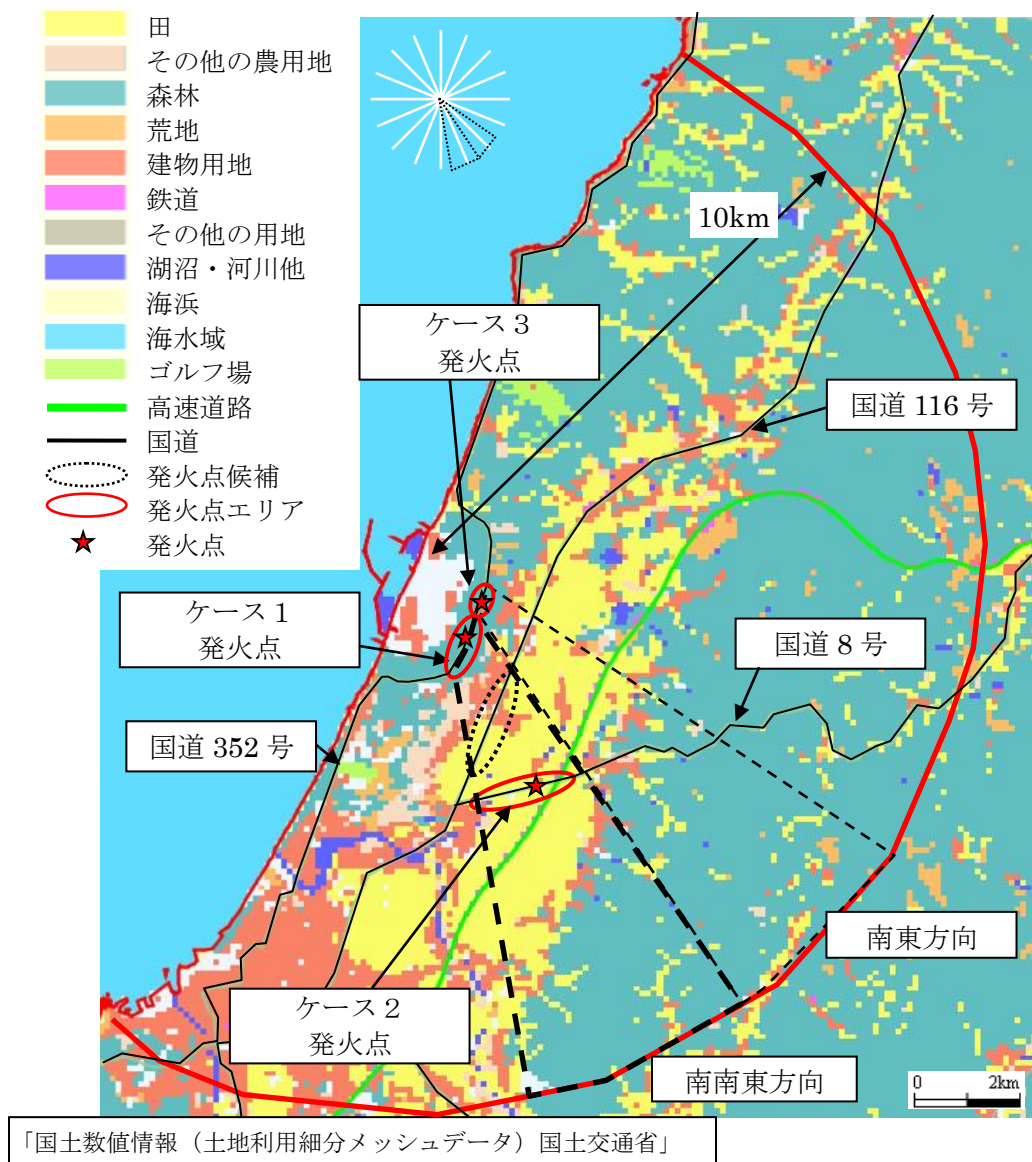 田
その他の農用地
森林
荒地
建物用地
鉄道
その他の用地
湖沼・河川他
海浜
海水域
ゴルフ場
高速道路
国道
発火点候補
発火点エリア
発火点
10km
ケース3
発火点
国道 116 号
ケース1
発火点
国道 8 号
国道 352 号
南東方向
ケース2
発火点
南南東方向
0 2km
「国土数値情報(土地利用細分メッシュデータ)国土交通省」